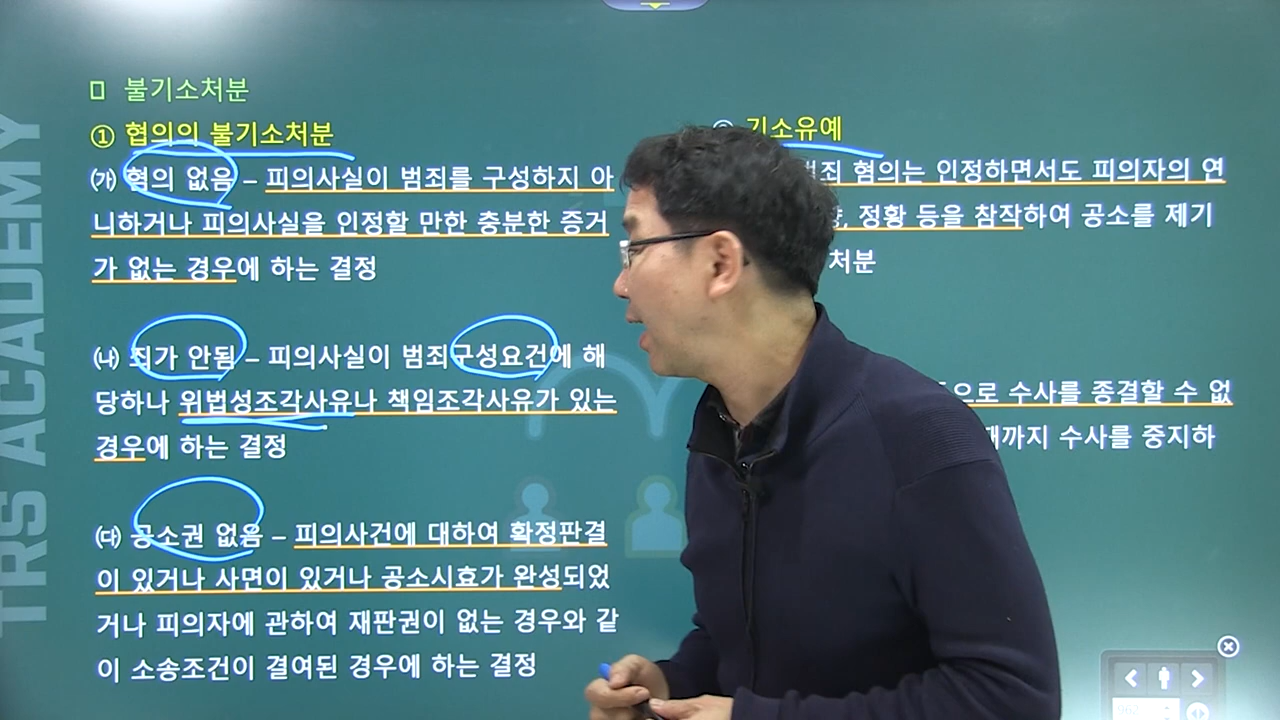 TRS ACADEMY
불기소처분
① 협의의 불기소처분
㈎ 혐의 없음 – 피의사실이 범죄를 구성하지 아
니하거나 피의사실을 인정할 만한 충분한 증거
가 없는 경우에 하는 결정
㈏ 죄가 안됨 – 피의사실이 범죄구성요건에 해
당하나 위법성조각사유나 책임조각사유가 있는
경우에 하는 결정
㈐ 공소권 없음 – 피의사건에 대하여 확정판결
이 있거나 사면이 있거나 공소시효가 완성되었
거나 피의자에 관하여 재판권이 없는 경우와 같
이 소송조건이 결여된 경우에 하는 결정
기소유예
혐의는 인정하면서도 피의자의 연
정황 등을 참작하여 공소를 제기
처분
수사를 종결할 수 없
수사를 중지하